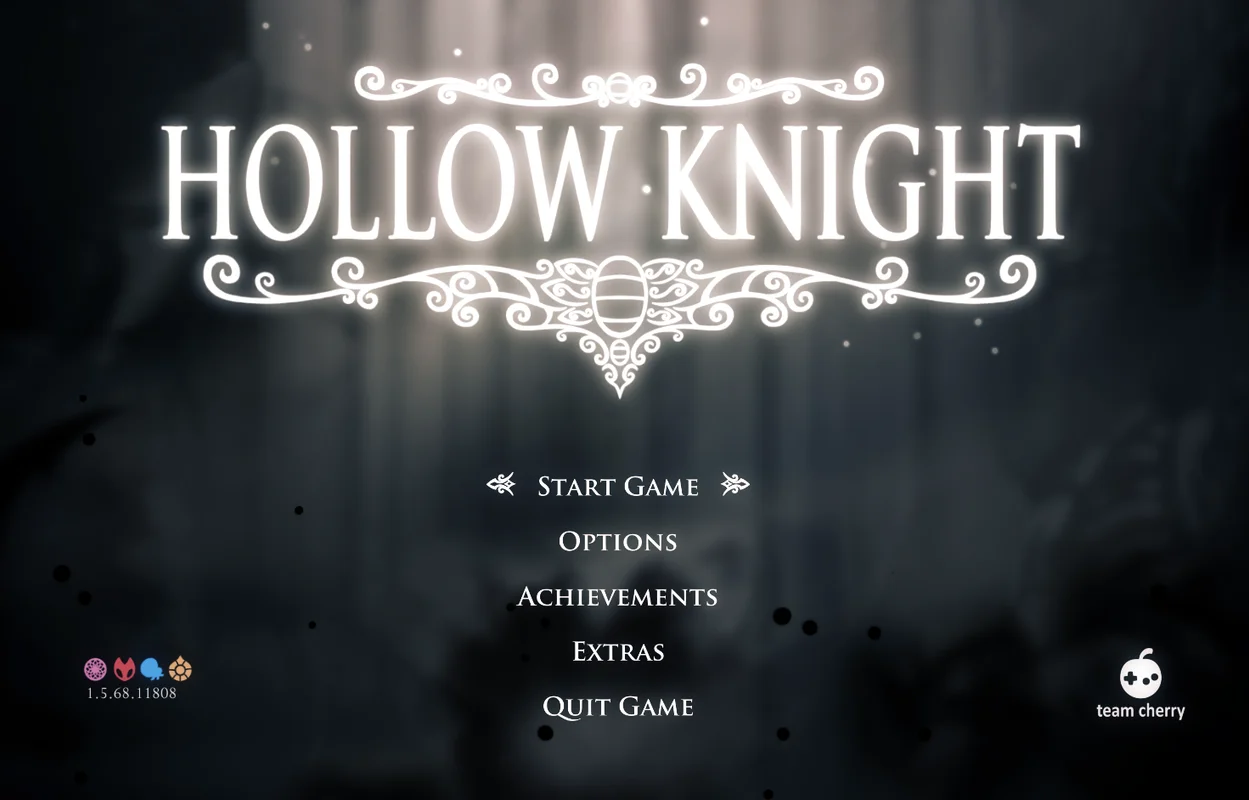 HOLLOW KNIGHT
START GAME
OPTIONS
ACHIEVEMENTS
EXTRAS
QUIT GAME
1.5.68.11808
team cherry